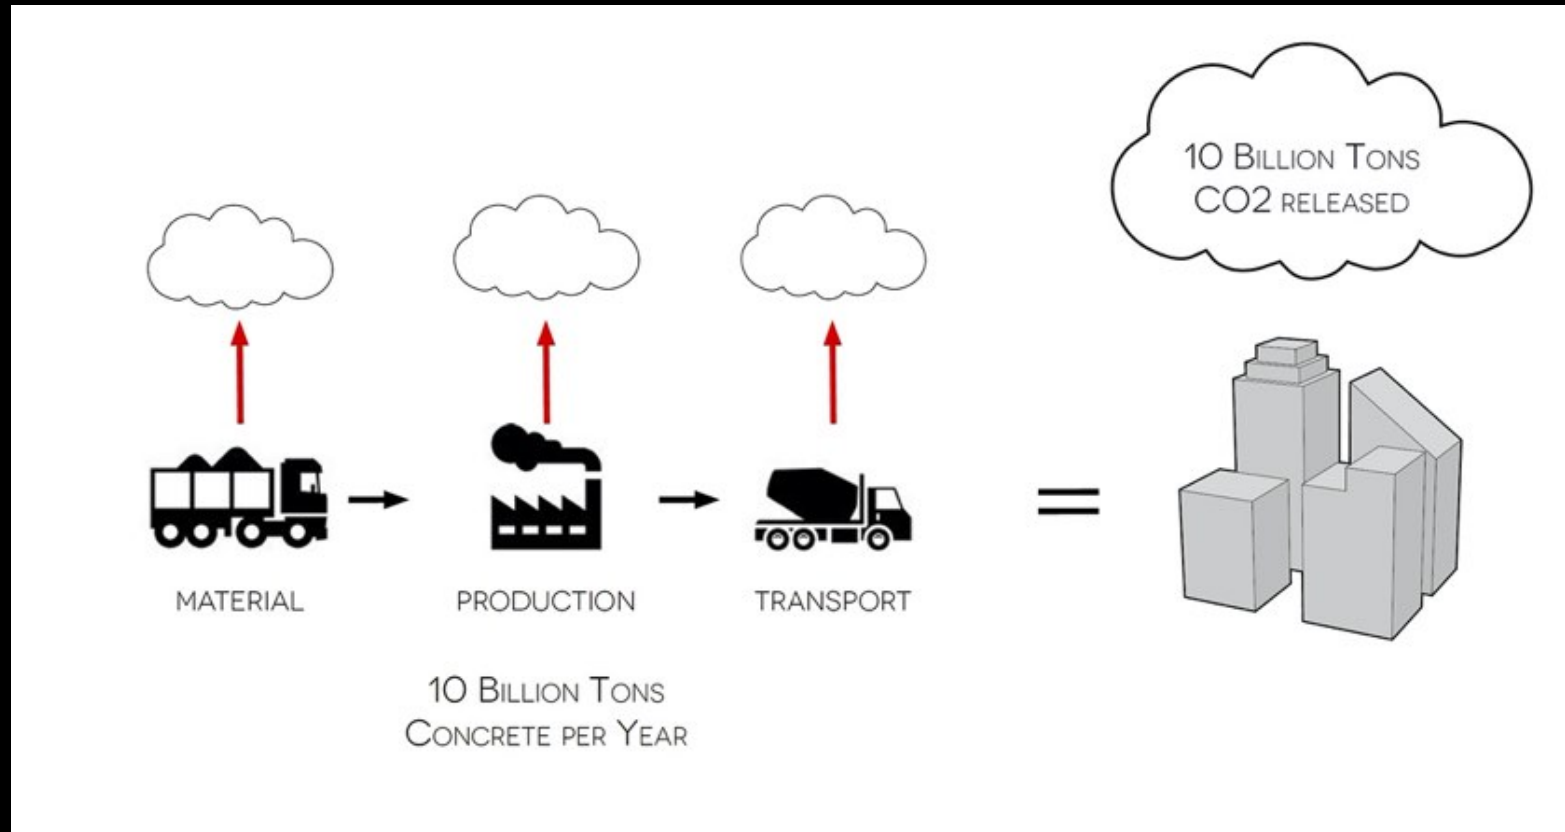 10 Billion Tons
CO2 released
MATERIAL
PRODUCTION
TRANSPORT
10 Billion Tons
Concrete per Year